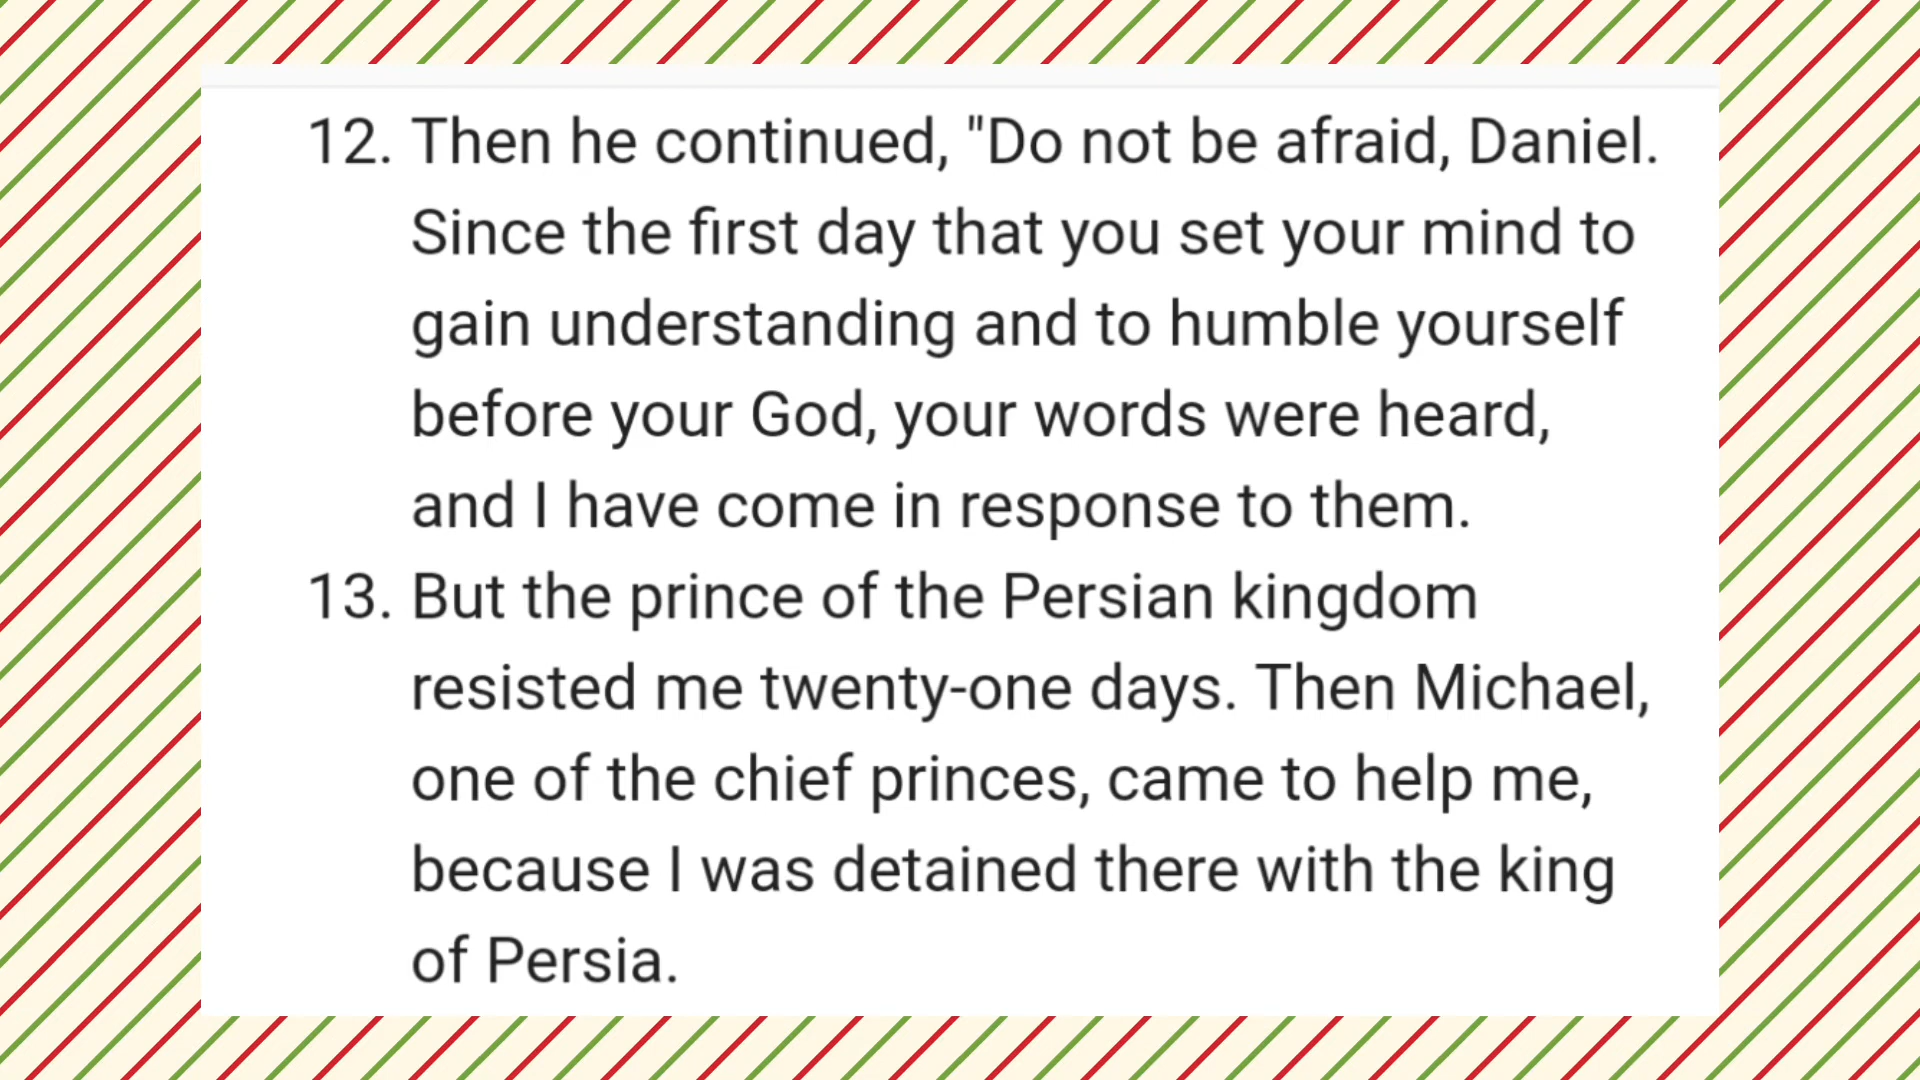 12. Then he continued, "Do not be afraid, Daniel.
Since the first day that you set your mind to
gain understanding and to humble yourself
before your God, your words were heard,
and I have come in response to them.
13. But the prince of the Persian kingdom
resisted me twenty-one days. Then Michael,
one of the chief princes, came to help me,
because I was detained there with the king
of Persia.